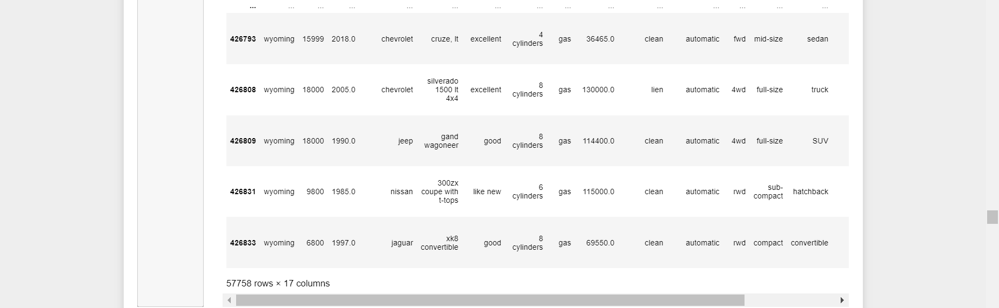 ... ... ... ... ... ... ... ... ... ... ... ... ... ... ...
426793 wyoming 15999 2018.0 chevrolet cruze, lt excellent 4 cylinders gas 36465.0 clean automatic fwd mid-size sedan
426808 wyoming 18000 2005.0 chevrolet silverado 1500 lt 4x4 excellent 8 cylinders gas 130000.0 lien automatic 4wd full-size truck
426809 wyoming 18000 1990.0 jeep gand wagoneer good 8 cylinders gas 114400.0 clean automatic 4wd full-size SUV
426831 wyoming 9800 1985.0 nissan 300zx coupe with t-tops like new 6 cylinders gas 115000.0 clean automatic rwd sub-compact hatchback
426833 wyoming 6800 1997.0 jaguar xk8 convertible good 8 cylinders gas 69550.0 clean automatic rwd compact convertible
57758 rows × 17 columns